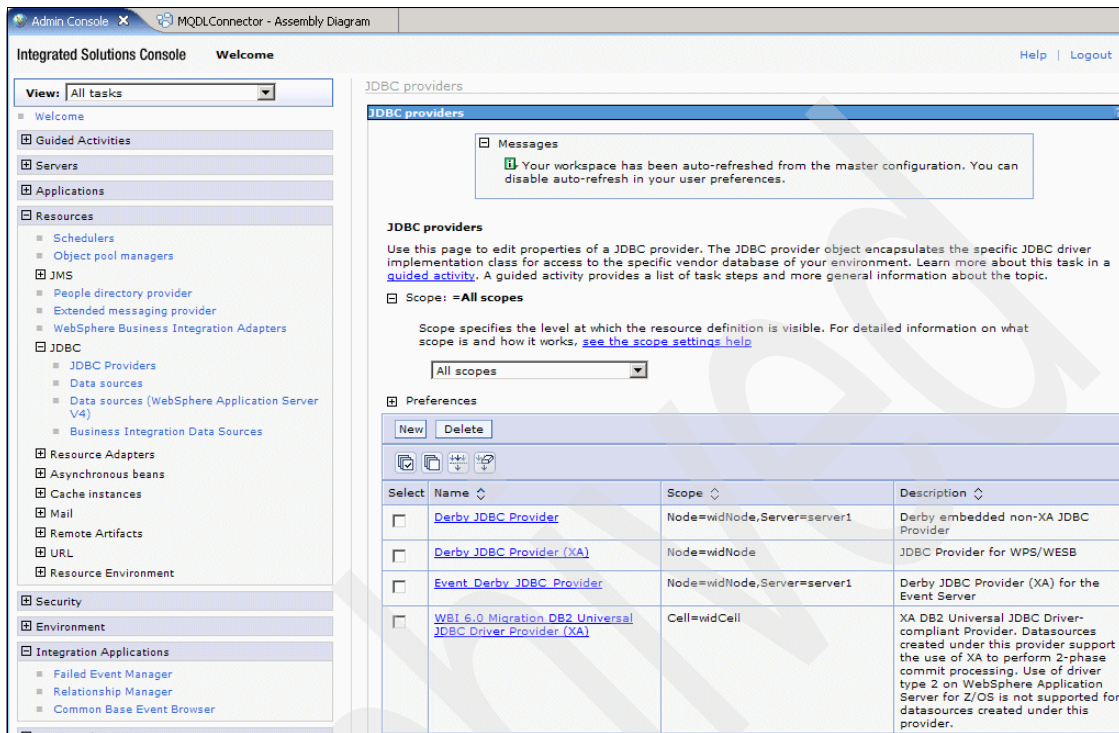 Admin Console
MQDLConnector - Assembly Diagram
Integrated Solutions Console Welcome
Help | Logout
View: All tasks
Welcome
Guided Activities
Servers
Applications
Resources
Schedulers
Object pool managers
JMS
People directory provider
Extended messaging provider
WebSphere Business Integration Adapters
JDBC
JDBC Providers
Data sources
Data sources (WebSphere Application Server
V4)
Business Integration Data Sources
Resource Adapters
Asynchronous beans
Cache instances
Mail
Remote Artifacts
URL
Resource Environment
Security
Environment
Integration Applications
Failed Event Manager
Relationship Manager
Common Base Event Browser
JDBC providers
JDBC providers
?
Messages
Your workspace has been auto-refreshed from the master configuration. You can
disable auto-refresh in your user preferences.
JDBC providers
Use this page to edit properties of a JDBC provider. The JDBC provider object encapsulates the specific JDBC driver
implementation class for access to the specific vendor database of your environment. Learn more about this task in a
guided activity. A guided activity provides a list of task steps and more general information about the topic.
Scope: =All scopes
Scope specifies the level at which the resource definition is visible. For detailed information on what
scope is and how it works, see the scope settings help
All scopes
Preferences
New Delete
Select Name Scope Description
Derby JDBC Provider Node=widNode,Server=server1 Derby embedded non-XA JDBC
Provider
Derby JDBC Provider (XA) Node=widNode JDBC Provider for WPS/WESB
Event_Derby_JDBC_Provider Node=widNode,Server=server1 Derby JDBC Provider (XA) for the
Event Server
WBI 6.0 Migration DB2 Universal Cell=widCell XA DB2 Universal JDBC Driver-
JDBC Driver Provider (XA) compliant Provider. Datasources
created under this provider support
the use of XA to perform 2-phase
commit processing. Use of driver
type 2 on WebSphere Application
Server for Z/OS is not supported for
datasources created under this
provider.